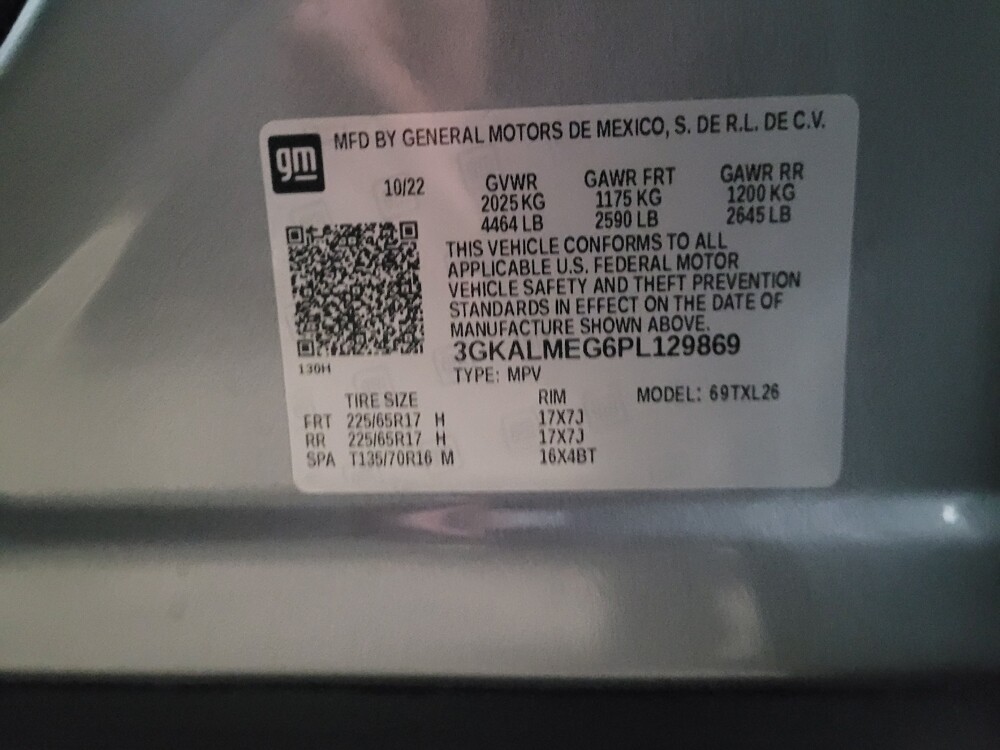 gm
MFD BY GENERAL MOTORS DE MEXICO, S. DE R.L. DE C.V.
10/22 GVWR GAWR FRT GAWR RR
2025 KG 1175 KG 1200 KG
4464 LB 2590 LB 2645 LB
THIS VEHICLE CONFORMS TO ALL
APPLICABLE U.S. FEDERAL MOTOR
VEHICLE SAFETY AND THEFT PREVENTION
STANDARDS IN EFFECT ON THE DATE OF
MANUFACTURE SHOWN ABOVE.
3GKALMEG6PL129869
130H
TYPE: MPV
TIRE SIZE RIM MODEL: 69TXL26
FRT 225/65R17 H 17X7J
RR 225/65R17 H 17X7J
SPA T135/70R16 M 16X4BT